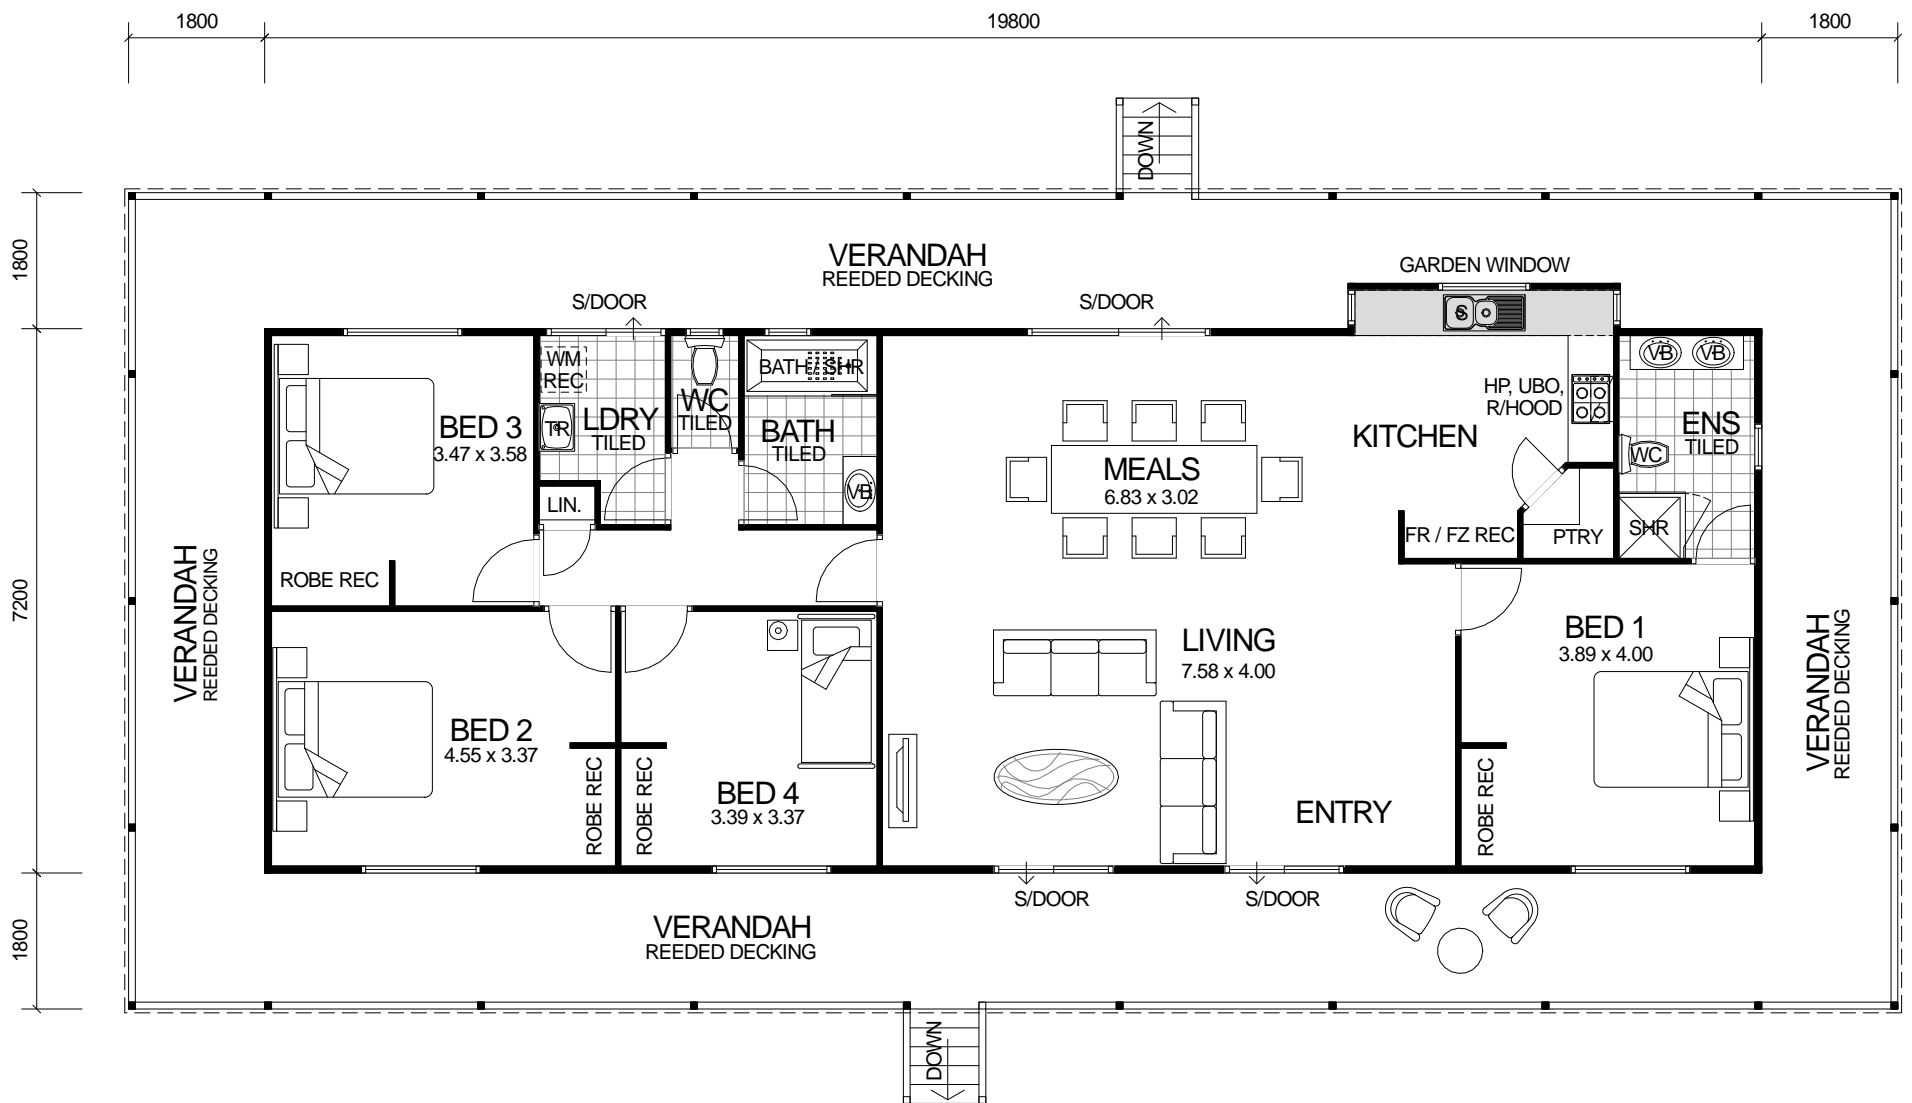 1800
19800
1800
DOWN
VERANDAH
REEDED DECKING
GARDEN WINDOW
1800
S/DOOR
S/DOOR
S
WM
REC
BATH / SHR
VB
VB
HP, UBO,
R/HOOD
WC
TILED
LDRY
TILED
TR
BED 3
3.47 x 3.58
BATH
TILED
KITCHEN
ENS
TILED
WC
MEALS
6.83 x 3.02
VB
LIN.
FR / FZ REC
PTRY
SHR
ROBE REC
7200
VERANDAH
REEDED DECKING
LIVING
7.58 x 4.00
BED 1
3.89 x 4.00
VERANDAH
REEDED DECKING
BED 2
4.55 x 3.37
ROBE REC
ROBE REC
BED 4
3.39 x 3.37
ENTRY
ROBE REC
S/DOOR
S/DOOR
1800
VERANDAH
REEDED DECKING
DOWN